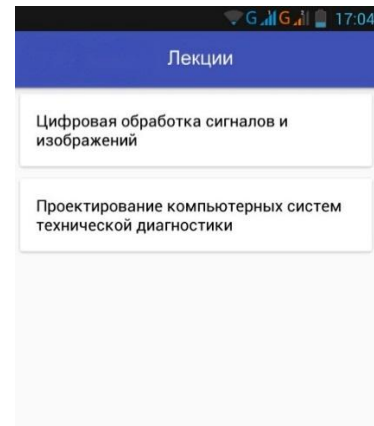 G G 17:04
Лекции
Цифровая обработка сигналов и
изображений
Проектирование компьютерных систем
технической диагностики